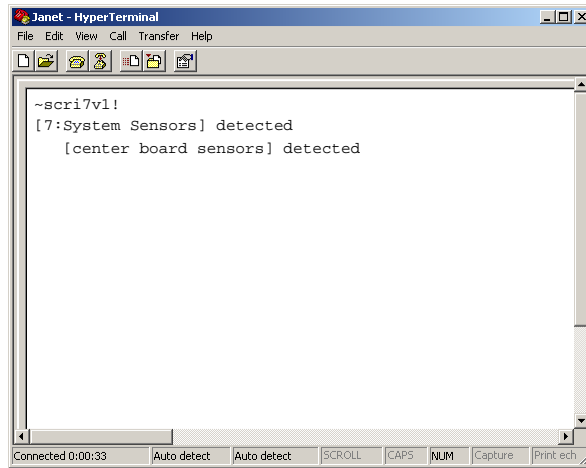 Janet - HyperTerminal
File Edit View Call Transfer Help
~scri7v1!
[7:System Sensors] detected
[center board sensors] detected
Connected 0:00:33 Auto detect Auto detect SCROLL CAPS NUM Capture Print ech